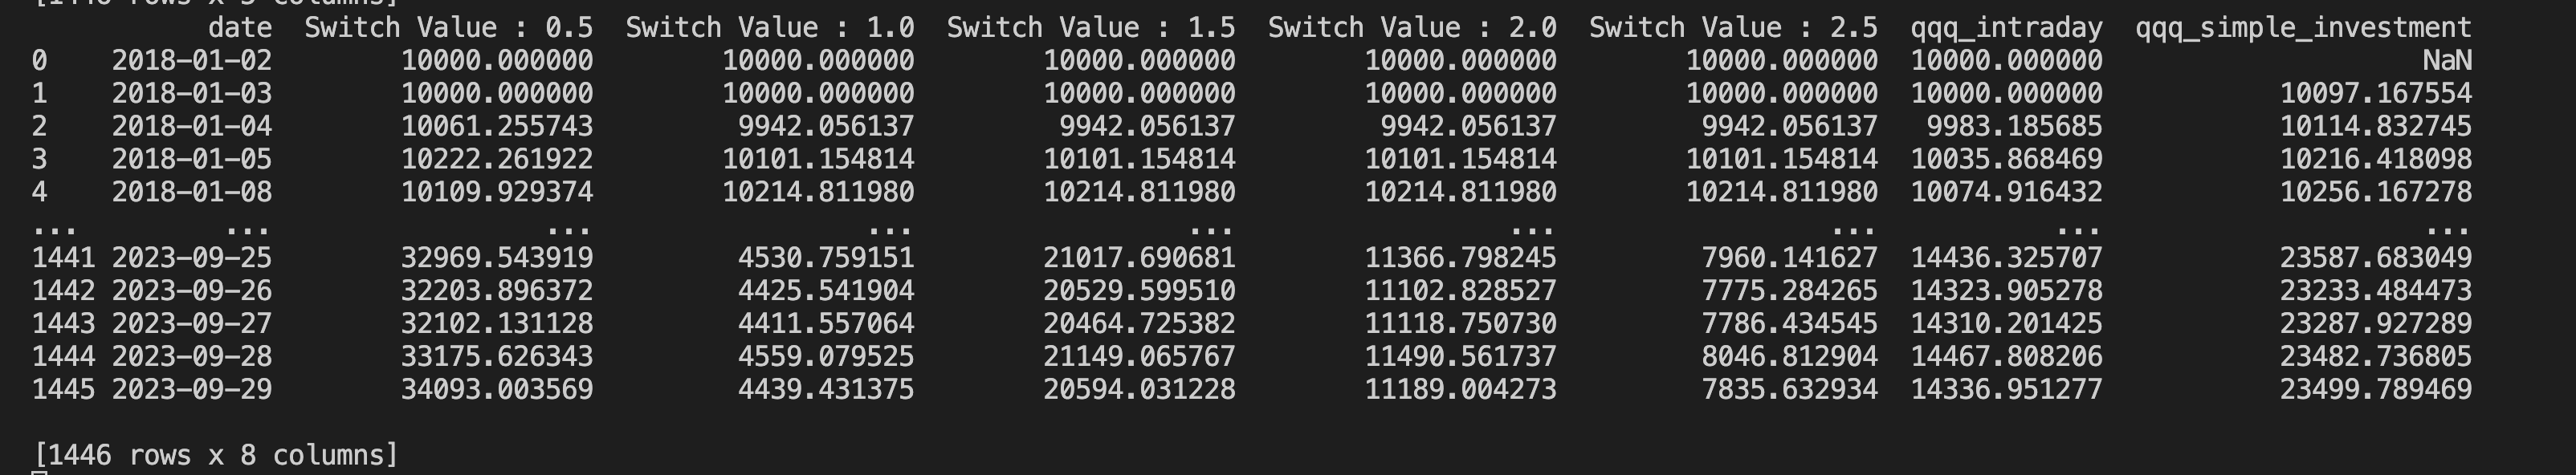 [1446 rows x 5 columns]
date Switch Value : 0.5 Switch Value : 1.0 Switch Value : 1.5 Switch Value : 2.0 Switch Value : 2.5 qqq_intraday qqq_simple_investment
0 2018-01-02 10000.000000 10000.000000 10000.000000 10000.000000 10000.000000 10000.000000 NaN
1 2018-01-03 10000.000000 10000.000000 10000.000000 10000.000000 10000.000000 10000.000000 10097.167554
2 2018-01-04 10061.255743 9942.056137 9942.056137 9942.056137 9942.056137 9983.185685 10114.832745
3 2018-01-05 10222.261922 10101.154814 10101.154814 10101.154814 10101.154814 10035.868469 10216.418098
4 2018-01-08 10109.929374 10214.811980 10214.811980 10214.811980 10214.811980 10074.916432 10256.167278
... ... ... ... ... ... ... ... ...
1441 2023-09-25 32969.543919 4530.759151 21017.690681 11366.798245 7960.141627 14436.325707 23587.683049
1442 2023-09-26 32203.896372 4425.541904 20529.599510 11102.828527 7775.284265 14323.905278 23233.484473
1443 2023-09-27 32102.131128 4411.557064 20464.725382 11118.750730 7786.434545 14310.201425 23287.927289
1444 2023-09-28 33175.626343 4559.079525 21149.065767 11490.561737 8046.812904 14467.808206 23482.736805
1445 2023-09-29 34093.003569 4439.431375 20594.031228 11189.004273 7835.632934 14336.951277 23499.789469
[1446 rows x 8 columns]